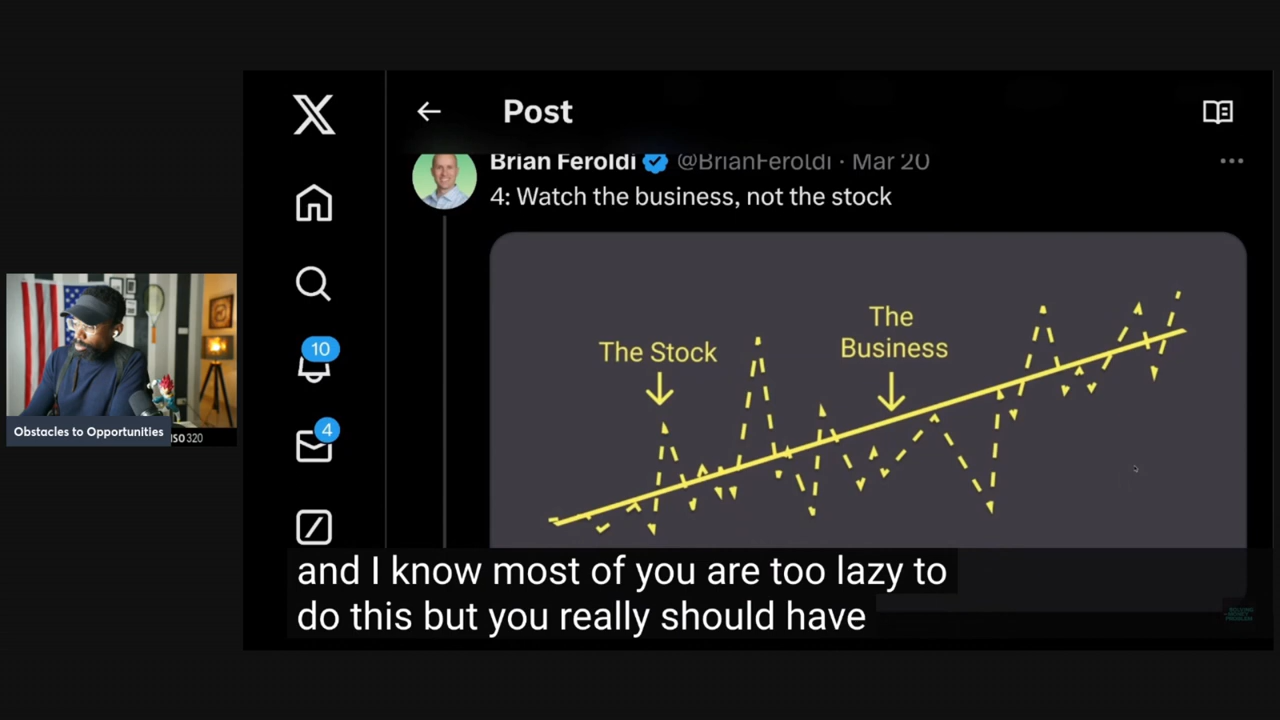 Post
Brian Feroldi @BrianFeroldi · Mar 20
4: Watch the business, not the stock
The Stock
The
Business
10
4
Obstacles to Opportunities
ISO 320
and I know most of you are too lazy to
do this but you really should have